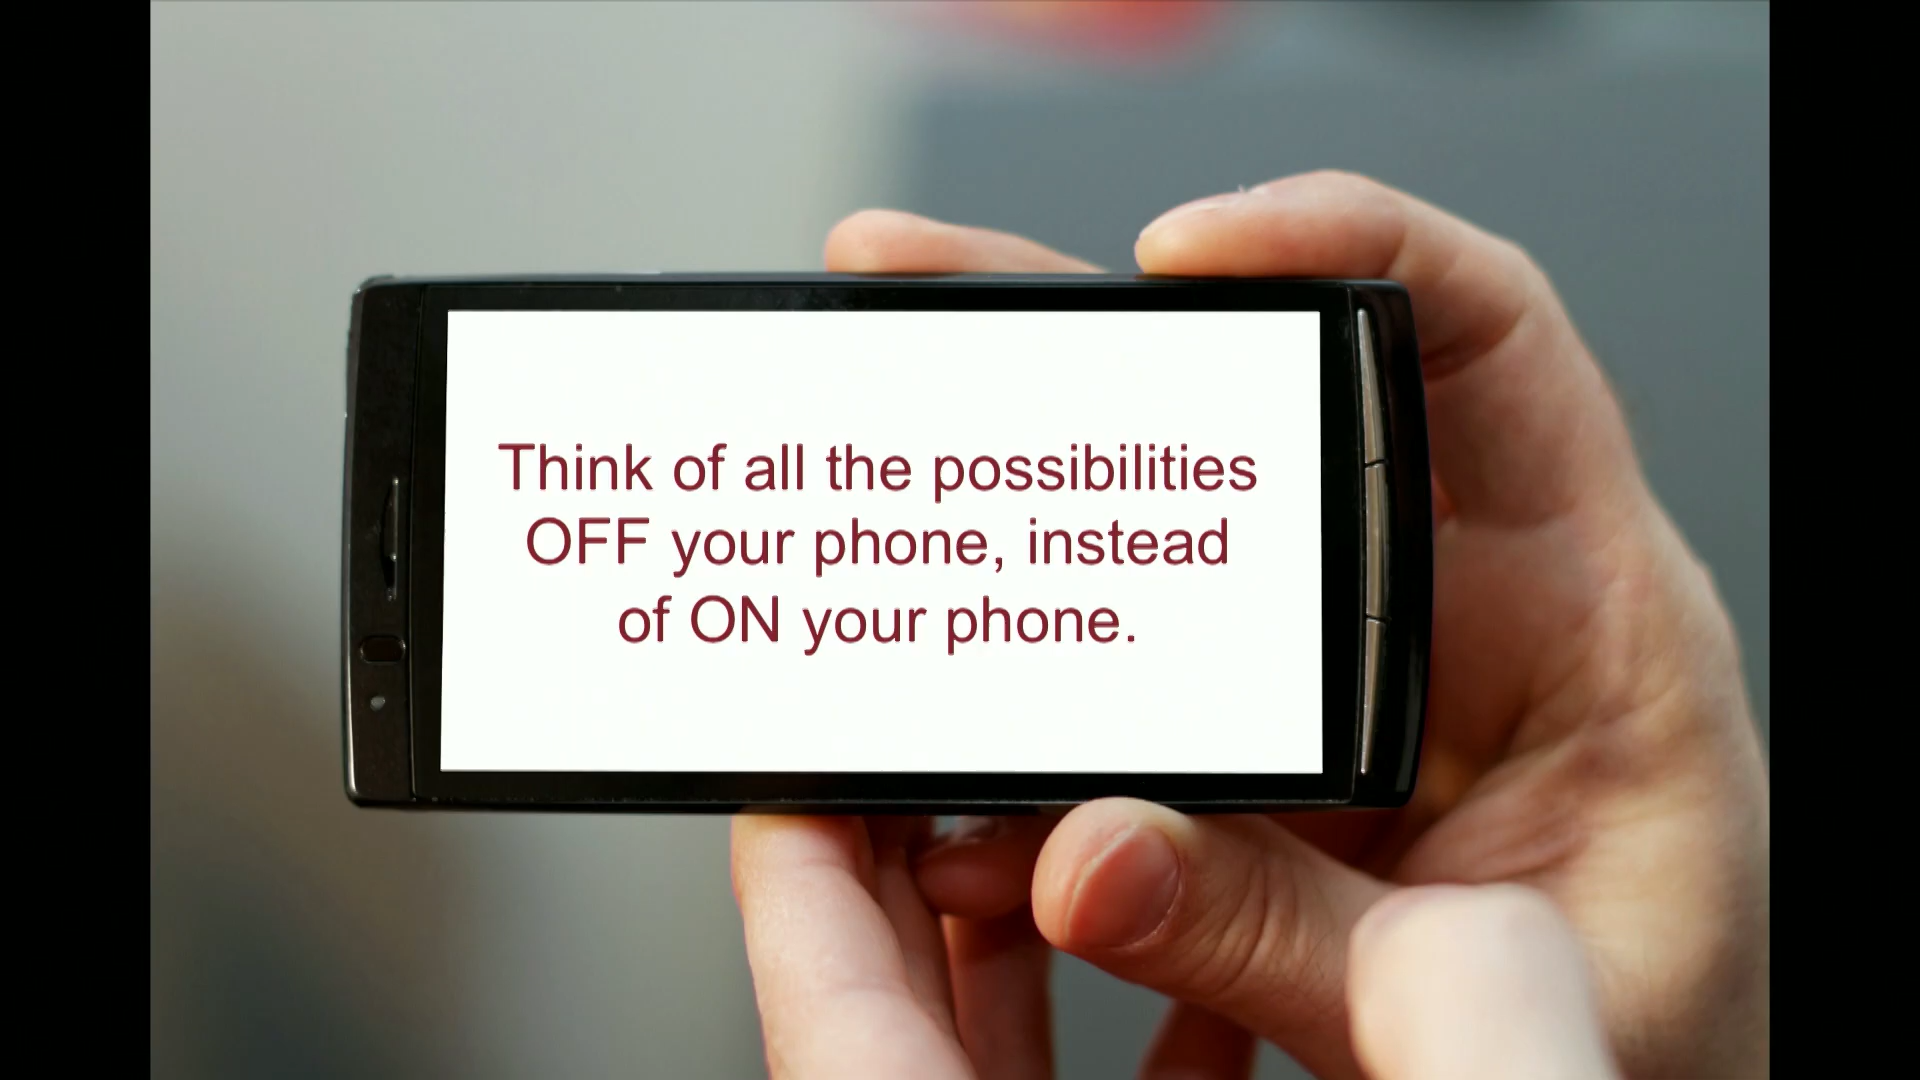 Think of all the possibilities
OFF your phone, instead
of ON your phone.